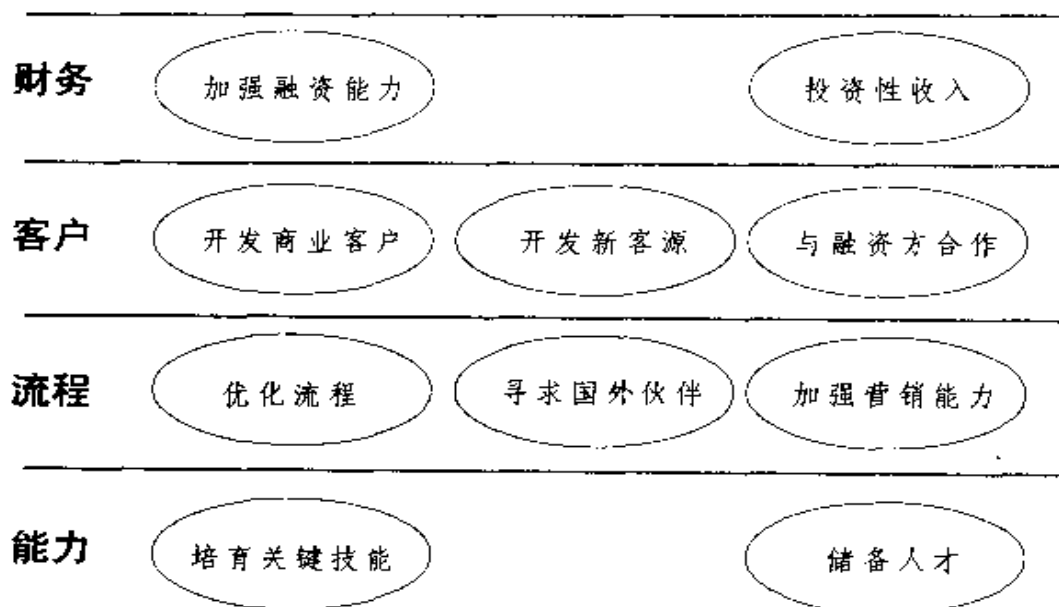 财务 加强融资能力 投资性收入
客户 开发商业客户 开发新客源 与融资方合作
流程 优化流程 寻求国外伙伴 加强营销能力
能力 培育关键技能 储备人才